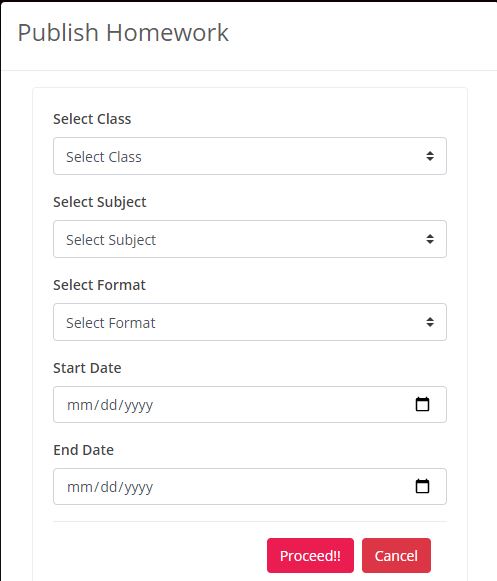 Publish Homework
Select Class
Select Class
Select Subject
Select Subject
Select Format
Select Format
Start Date
mm/dd/yyyy
End Date
mm/dd/yyyy
Proceed!! Cancel